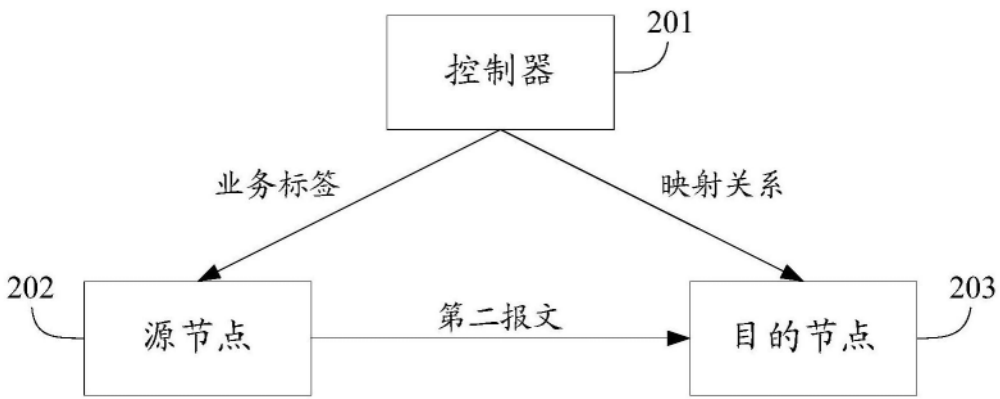 201
控制器
业务标签
映射关系
202
203
源节点
第二报文
目的节点